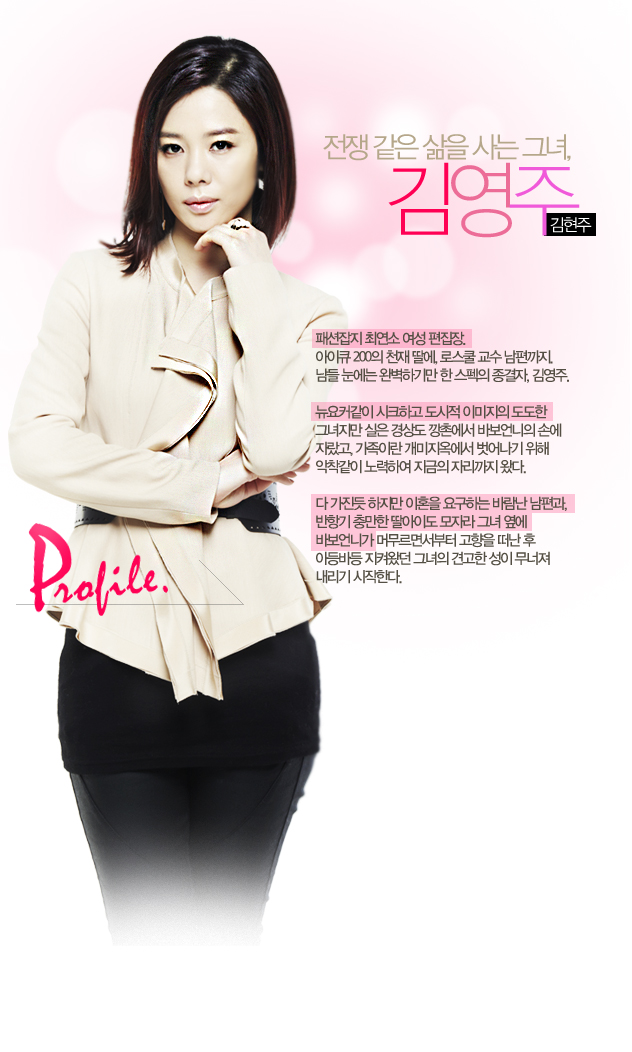 전쟁 같은 삶을 사는 그녀,
김영주
김현주
패션잡지 최연소 여성 편집장.
아이큐 200의 천재 딸에, 로스쿨 교수 남편까지.
남들 눈에는 완벽하기만 한 스펙의 종결자, 김영주.
뉴요커같이 시크하고 도시적 이미지의 도도한
그녀지만 실은 경상도 깡촌에서 바보언니의 손에
자랐고, 가족이란 개미지옥에서 벗어나기 위해
악착같이 노력하여 지금의 자리까지 왔다.
다 가진듯 하지만 이혼을 요구하는 바람난 남편과,
반항기 충만한 딸아이도 모자라 그녀 옆에
바보언니가 머무르면서부터 고향을 떠난 후
아등바등 지켜왔던 그녀의 견고한 성이 무너져
내리기 시작한다.
Profile.